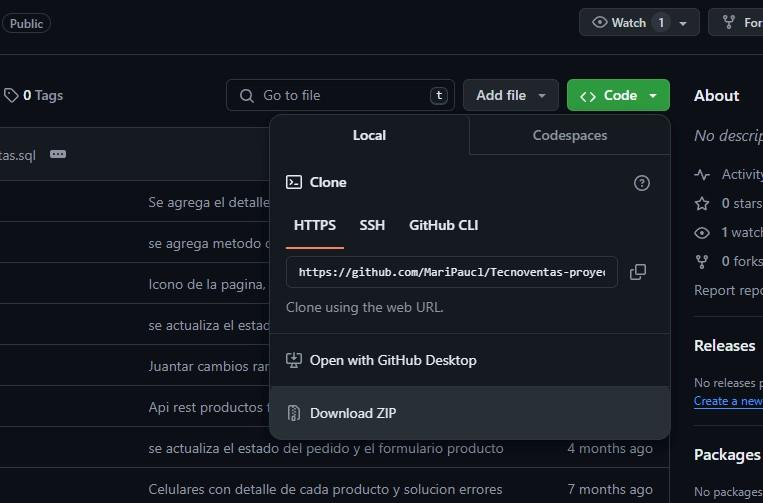 Public
Watch 1
0 Tags
Go to file t
Add file
Code
About
Local
Codespaces
tas.sql
Clone
HTTPS
SSH
GitHub CLI
https://github.com/MariPauc1/Tecnoventas-proye
Clone using the web URL.
Open with GitHub Desktop
Download ZIP
Se agrega el detalle
se agrega metodo
Icono de la pagina,
se actualiza el estad
Juantar cambios ra
Api rest productos
se actualiza el estado del pedido y el formulario producto 4 months ago
Celulares con detalle de cada producto y solucion errores 7 months ago
No descrip
Activity
0 stars
1 watch
0 forks
Report repo
Releases
No releases p
Create a new
Packages
No packages